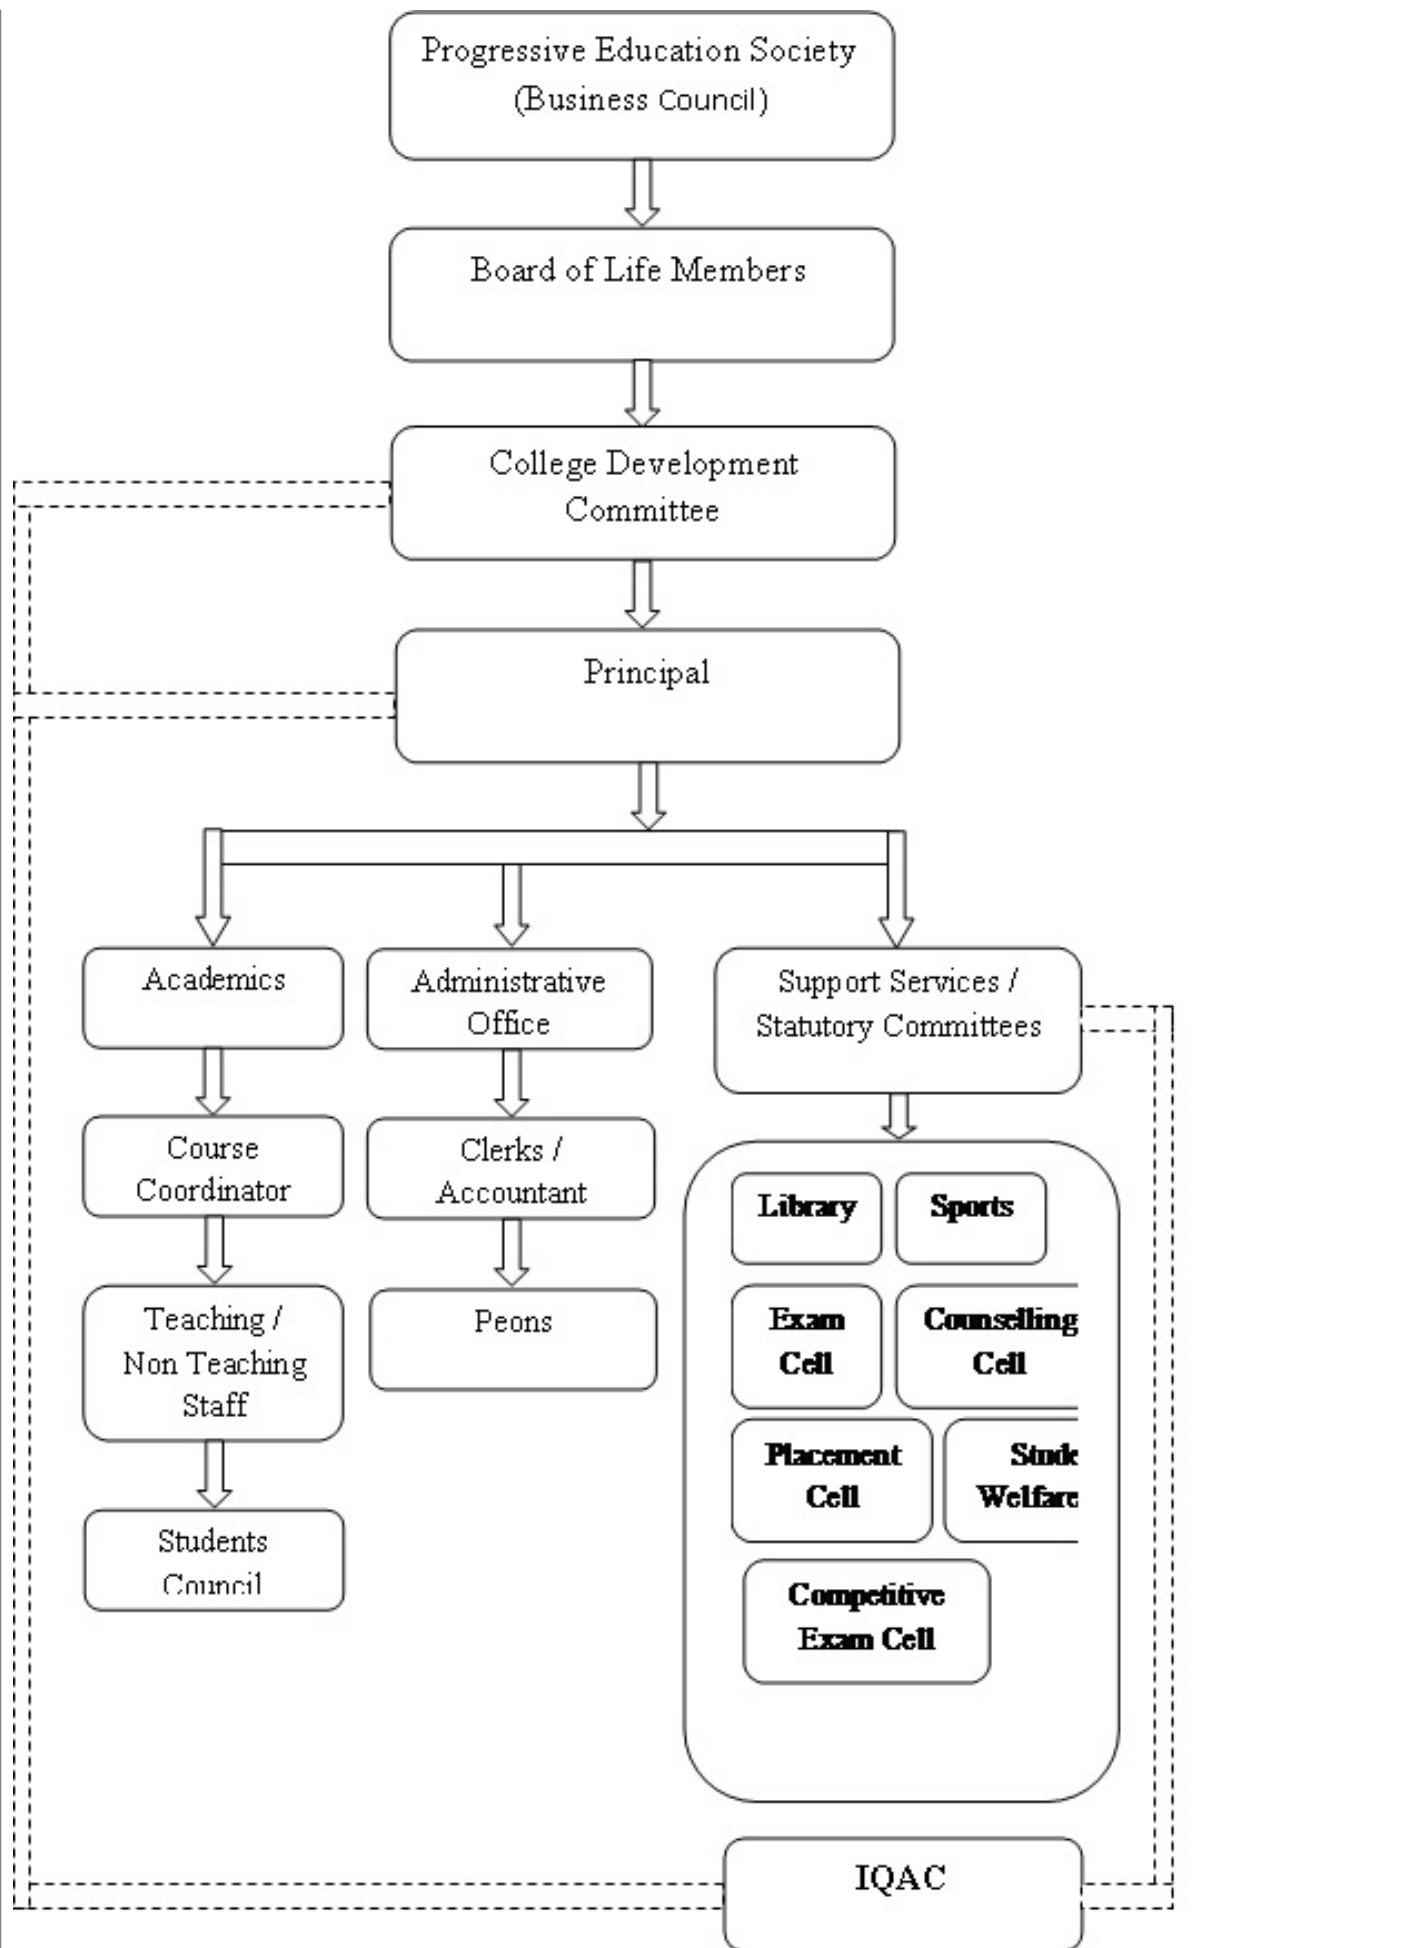 Progressive Education Society
(Business Council)
Board of Life Members
College Development
Committee
Principal
Academics
Administrative
Office
Support Services /
Statutory Committees
Course
Coordinator
Clerks /
Accountant
Library
Sports
Teaching /
Non Teaching
Staff
Peons
Exam
Cell
Counselling
Cell
Placement
Cell
Welfare
Students
Council
Competitive
Exam Cell
IQAC